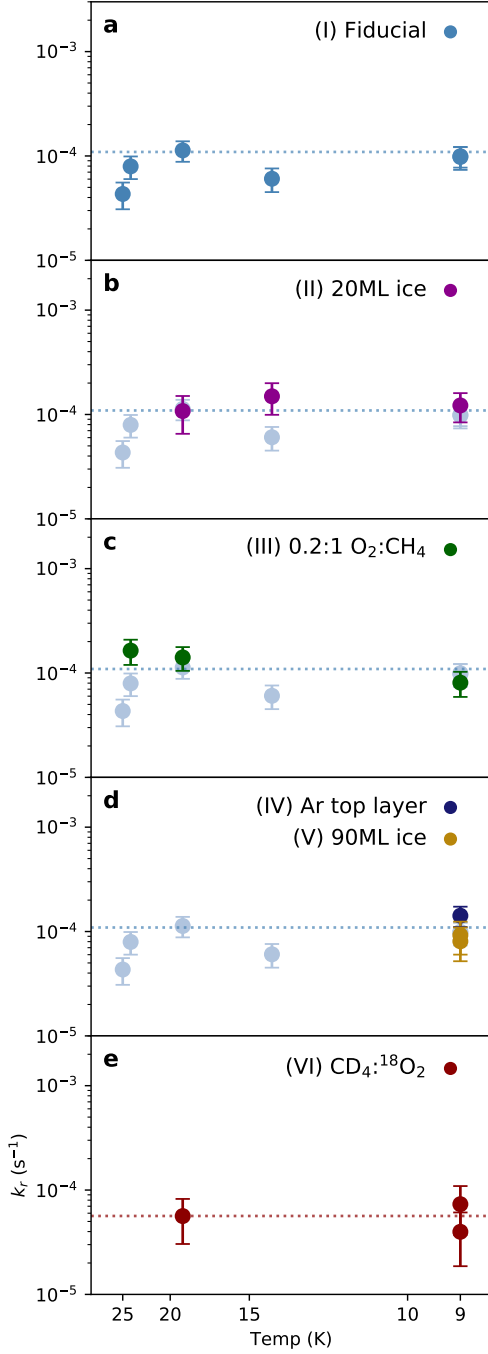 a
(I) Fiducial
10⁻³
10⁻⁴
10⁻⁵
b
(II) 20ML ice
10⁻³
10⁻⁴
10⁻⁵
c
(III) 0.2:1 O₂:CH₄
10⁻³
10⁻⁴
10⁻⁵
d
(IV) Ar top layer
(V) 90ML ice
10⁻³
10⁻⁴
10⁻⁵
e
(VI) CD₄:¹⁸O₂
10⁻³
10⁻⁴
10⁻⁵
kᵣ (s⁻¹)
25 20 15 10 9
Temp (K)